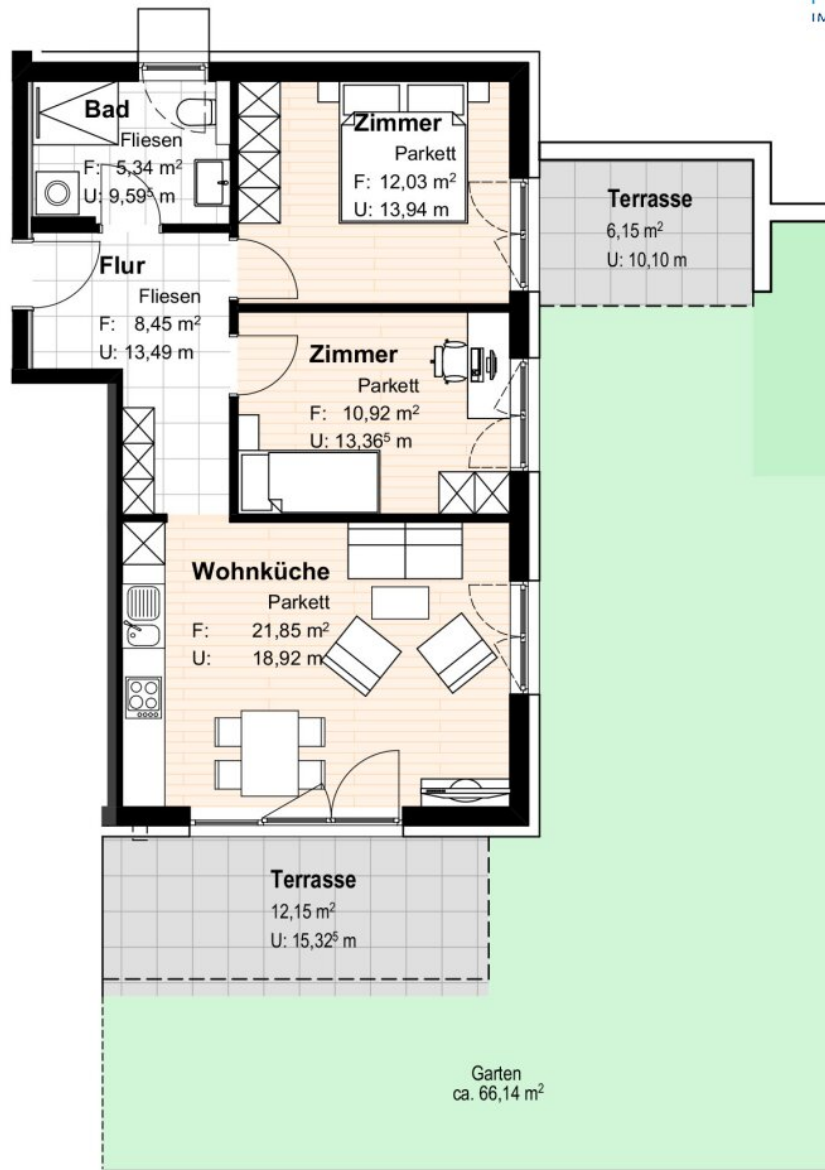 IM
Bad
Fliesen
F: 5,34 m²
U: 9,59⁵ m
Zimmer
Parkett
F: 12,03 m²
U: 13,94 m
Terrasse
6,15 m²
U: 10,10 m
Flur
Fliesen
F: 8,45 m²
U: 13,49 m
Zimmer
Parkett
F: 10,92 m²
U: 13,36⁵ m
Wohnküche
Parkett
F: 21,85 m²
U: 18,92 m
Terrasse
12,15 m²
U: 15,32⁵ m
Garten
ca. 66,14 m²